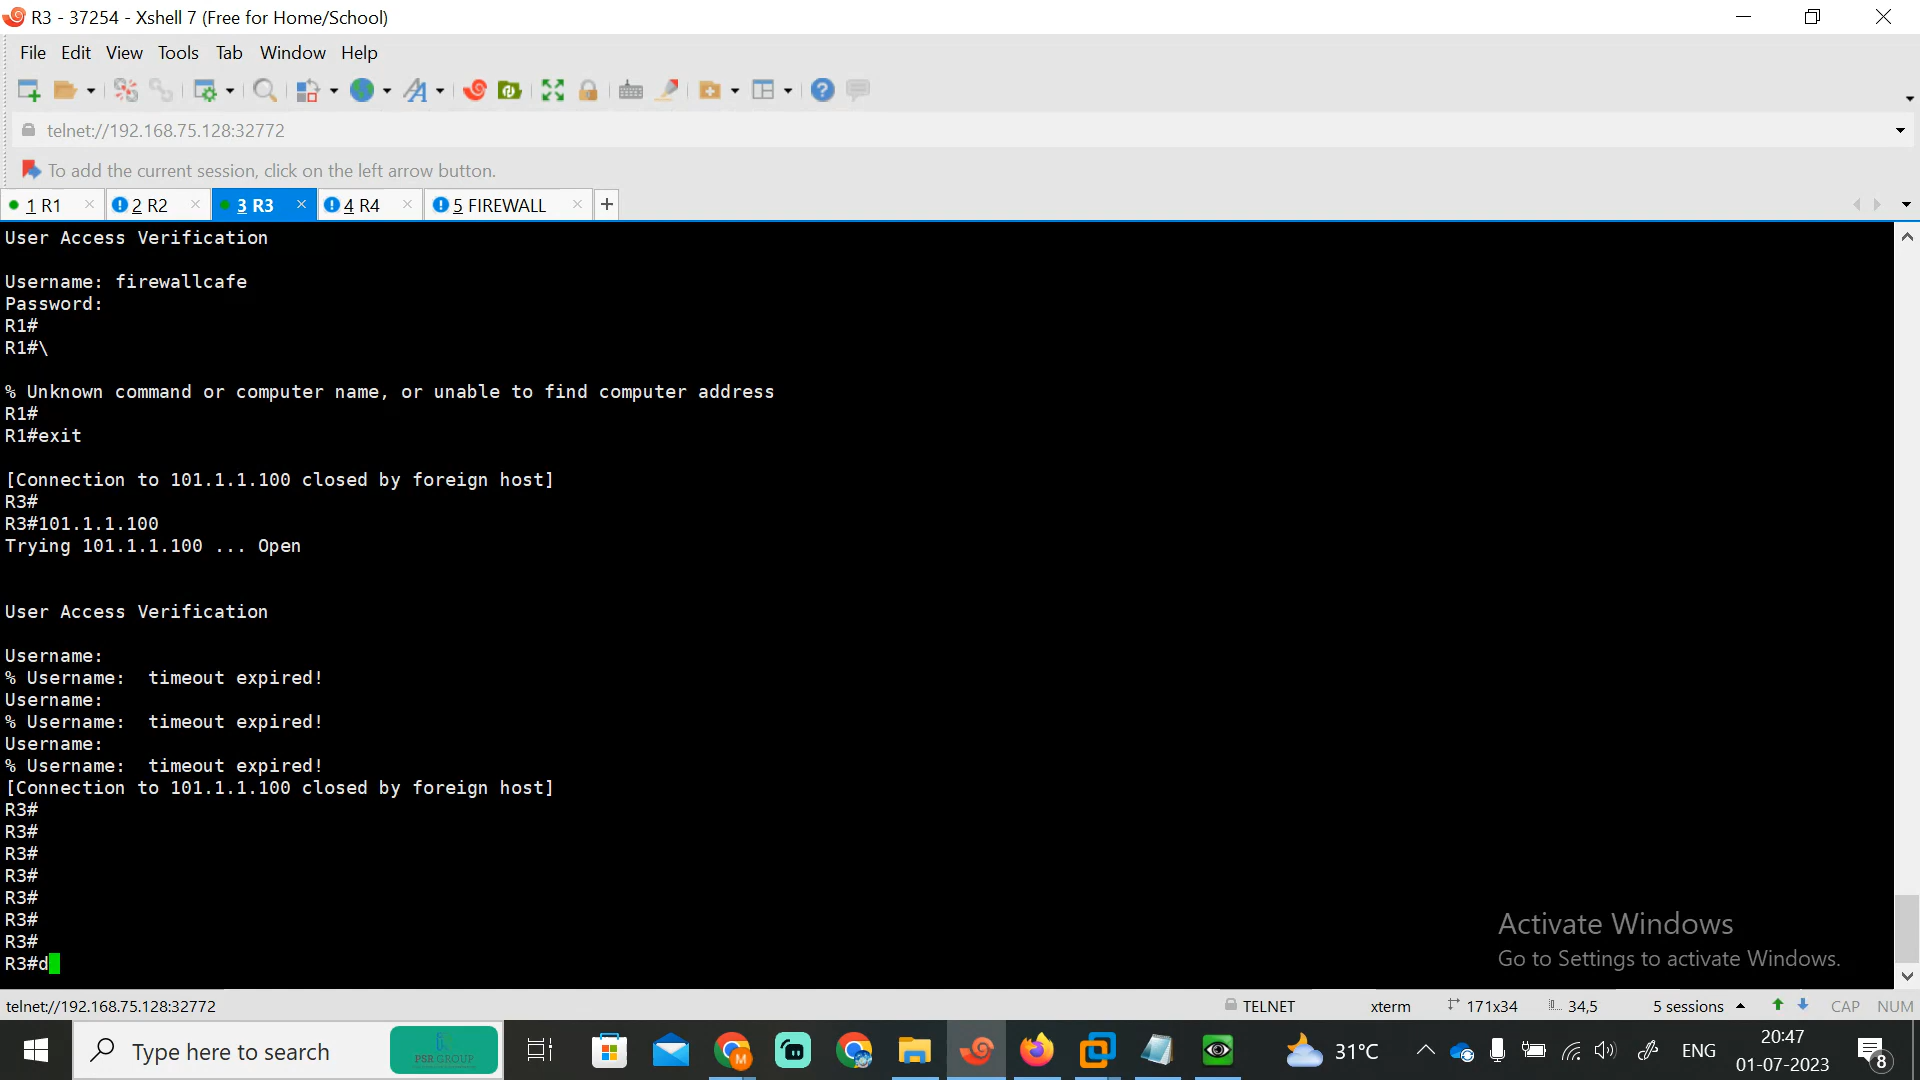 R3 - 37254 - Xshell 7 (Free for Home/School)
File Edit View Tools Tab Window Help
telnet://192.168.75.128:32772
To add the current session, click on the left arrow button.
1 R1 2 R2 3 R3 4 R4 5 FIREWALL
User Access Verification
Username: firewallcafe
Password:
R1#
R1#\
% Unknown command or computer name, or unable to find computer address
R1#
R1#exit
[Connection to 101.1.1.100 closed by foreign host]
R3#
R3#101.1.1.100
Trying 101.1.1.100 ... Open
User Access Verification
Username:
% Username:  timeout expired!
Username:
% Username:  timeout expired!
Username:
% Username:  timeout expired!
[Connection to 101.1.1.100 closed by foreign host]
R3#
R3#
R3#
R3#
R3#
R3#
R3#
R3#d
Activate Windows
Go to Settings to activate Windows.
telnet://192.168.75.128:32772 TELNET xterm 171x34 34,5 5 sessions CAP NUM
Type here to search PSR GROUP M 31°C ENG 20:47
01-07-2023 8